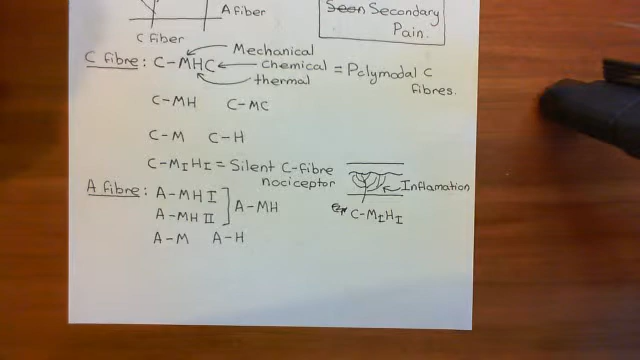 A fiber
C fiber
Seen Secondary
Pain.
C fibre: C-MHC
Mechanical
Chemical
thermal
= Polymodal C
fibres.
C-MH C-MC
C-M C-H
C-MIHI = Silent C-fibre
nociceptor
Inflamation
C-MIHI
A fibre: A-MH I
A-MH II
A-MH
A-M A-H